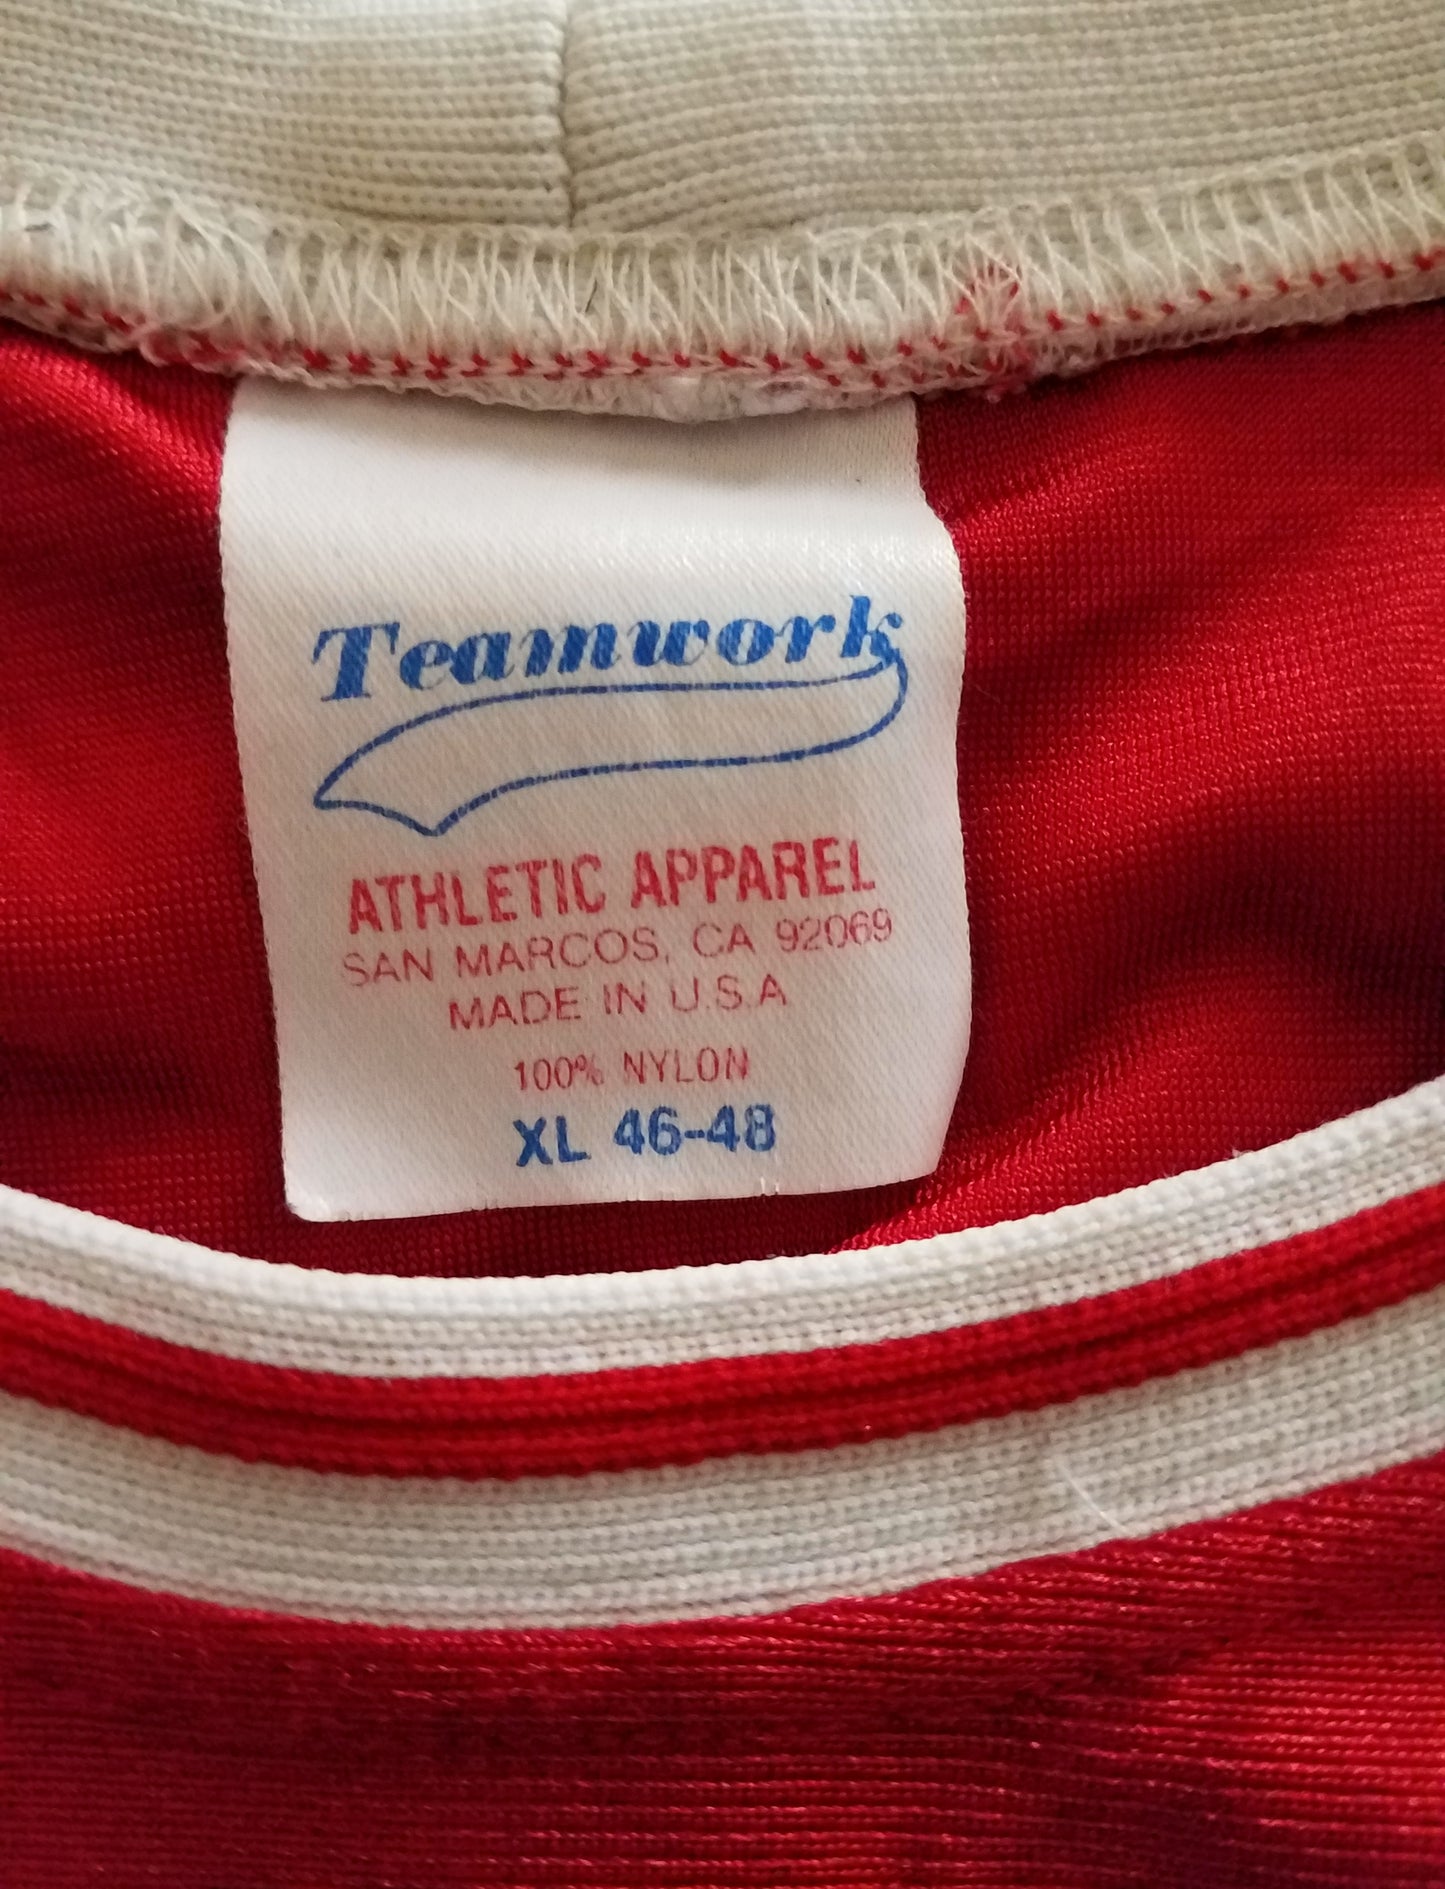 Teamwork
ATHLETIC APPAREL
SAN MARCOS, CA 92069
MADE IN U.S.A
100% NYLON
XL 46-48